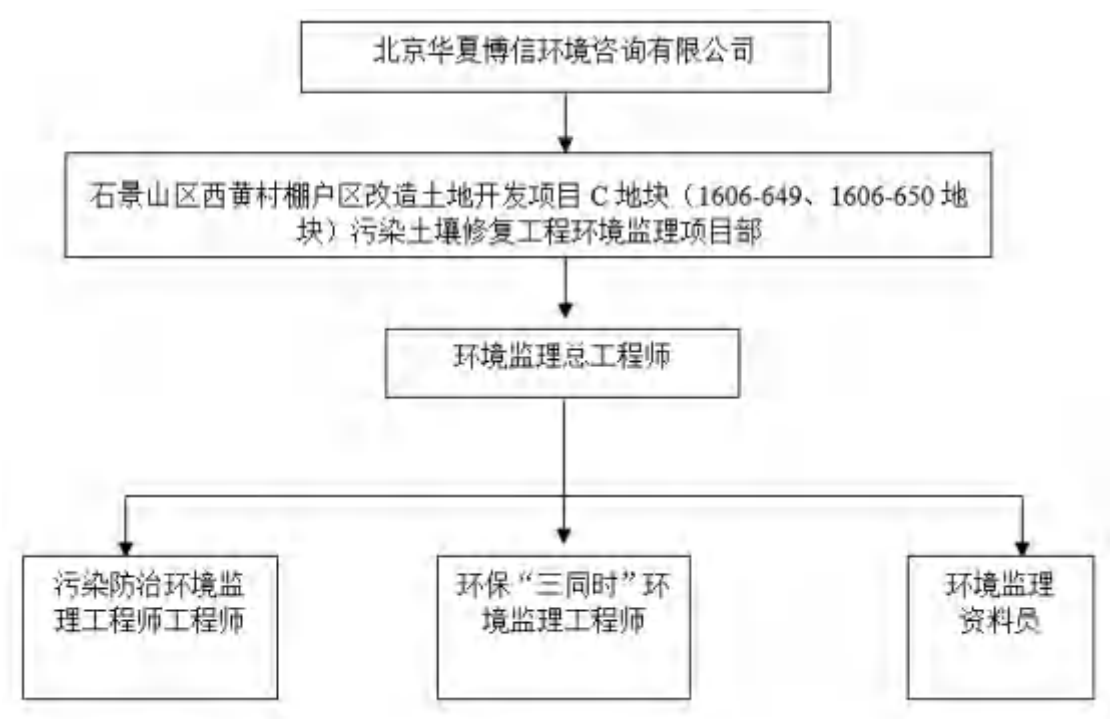 北京华夏博信环境咨询有限公司
石景山区西黄村棚户区改造土地开发项目 C 地块（1606-649、1606-650 地
块）污染土壤修复工程环境监理项目部
环境监理总工程师
污染防治环境监
理工程师工程师
环保“三同时”环
境监理工程师
环境监理
资料员